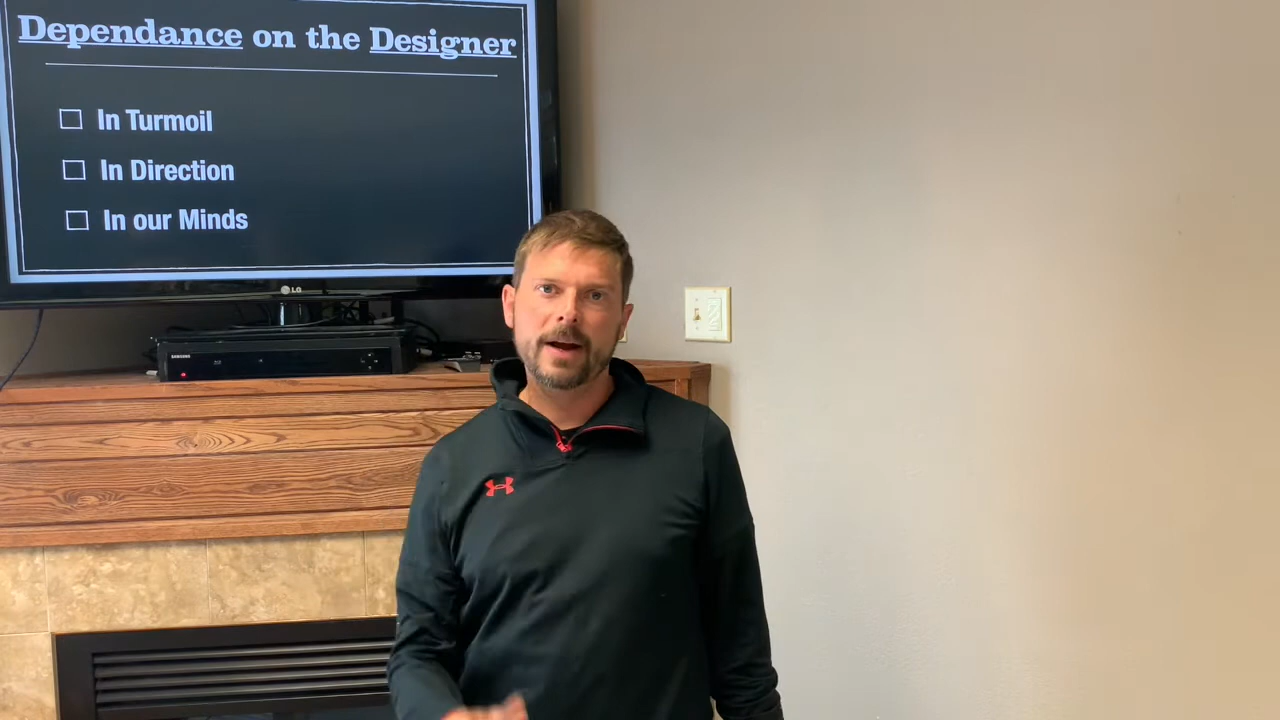 Dependance on the Designer
In Turmoil
In Direction
In our Minds
LG
SAMSUNG